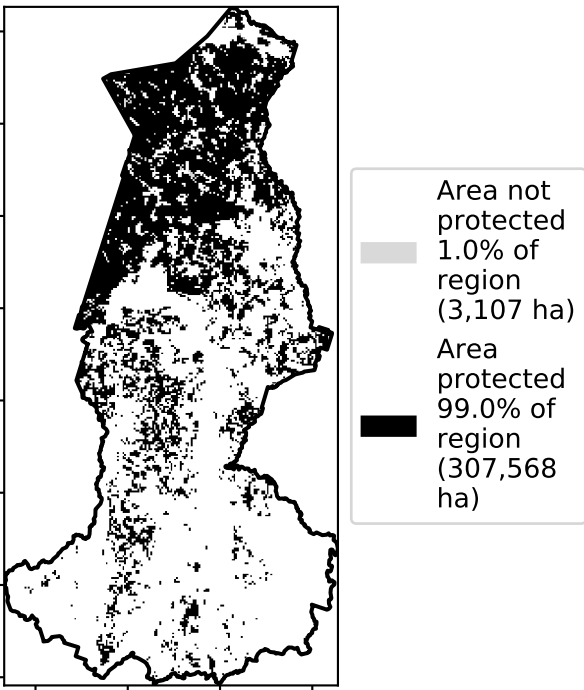 Area not
protected
1.0% of
region
(3,107 ha)
Area
protected
99.0% of
region
(307,568
ha)